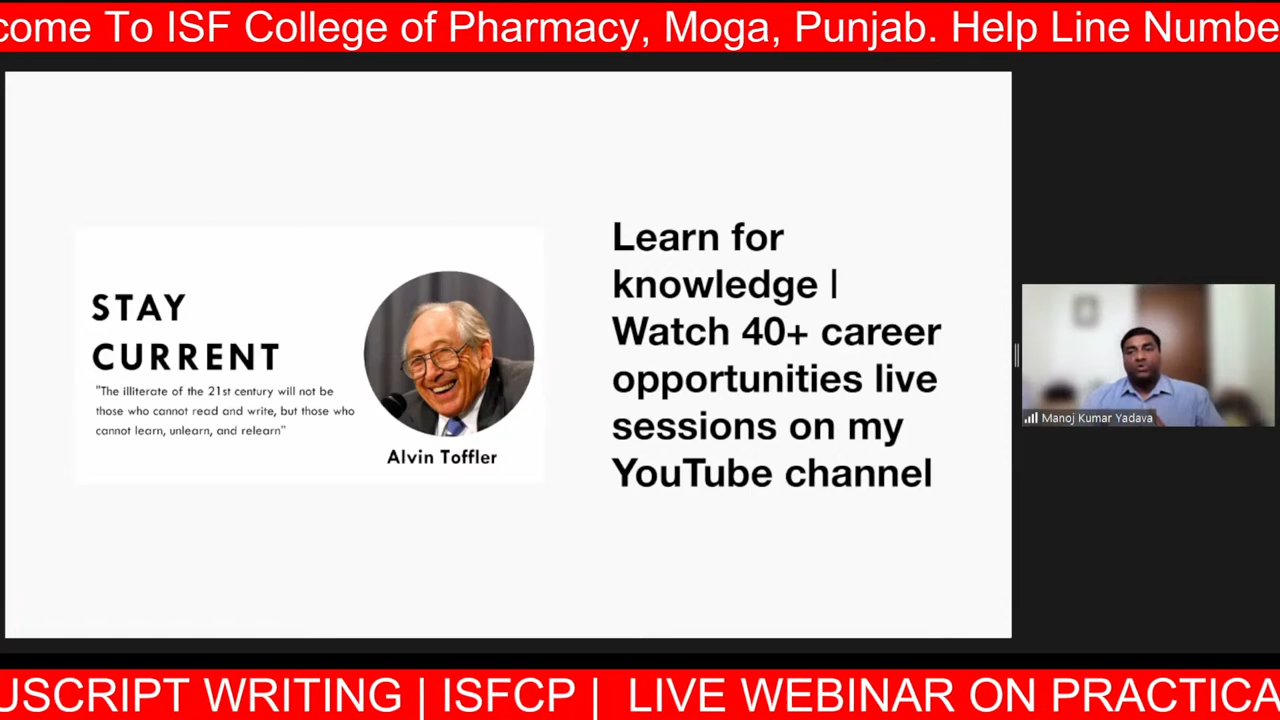 come To ISF College of Pharmacy, Moga, Punjab. Help Line Numbe
STAY
CURRENT
"The illiterate of the 21st century will not be
those who cannot read and write, but those who
cannot learn, unlearn, and relearn"
Alvin Toffler
Learn for
knowledge |
Watch 40+ career
opportunities live
sessions on my
YouTube channel
Manoj Kumar Yadava
USCRIPT WRITING | ISFCP | LIVE WEBINAR ON PRACTICA